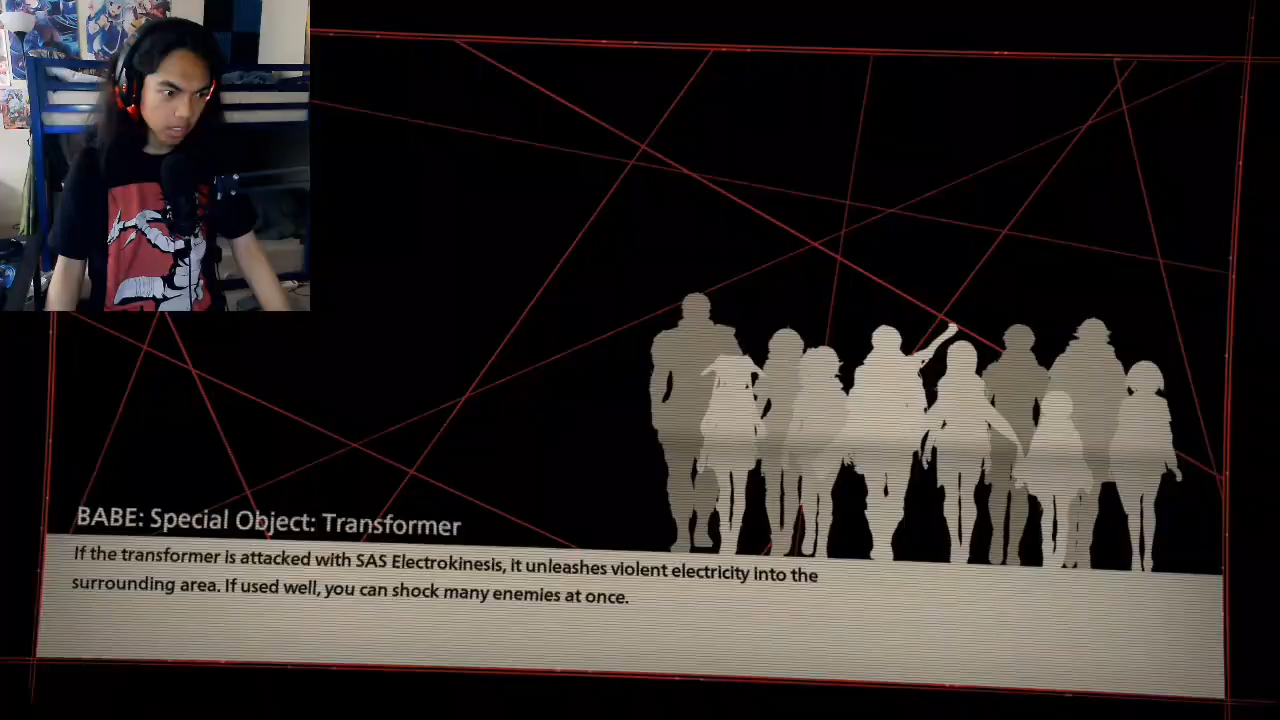 BABE: Special Object: Transformer
If the transformer is attacked with SAS Electrokinesis, it unleashes violent electricity into the
surrounding area. If used well, you can shock many enemies at once.